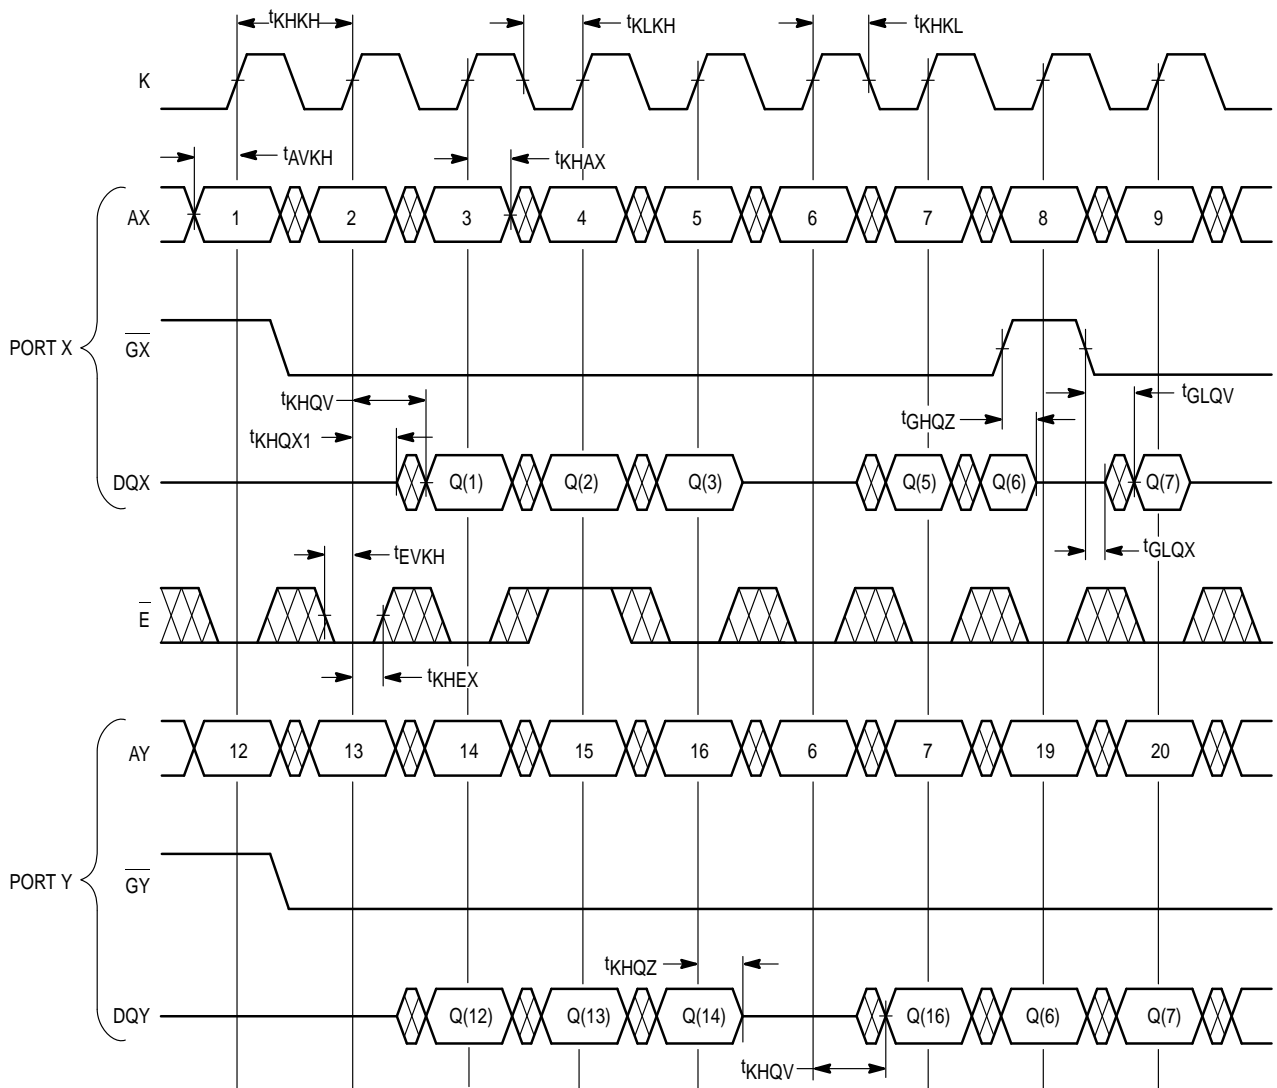 tKHKH tKLKH tKHKL
K
tAVKH tKHAX
AX 1 2 3 4 5 6 7 8 9
PORT X GX
tKHQV tGHQZ tGLQV
tKHQX1
DQX Q(1) Q(2) Q(3) Q(5) Q(6) Q(7)
tEVKH tGLQX
E
tKHEX
AY 12 13 14 15 16 6 7 19 20
PORT Y GY
tKHQZ
DQY Q(12) Q(13) Q(14) Q(16) Q(6) Q(7)
tKHQV